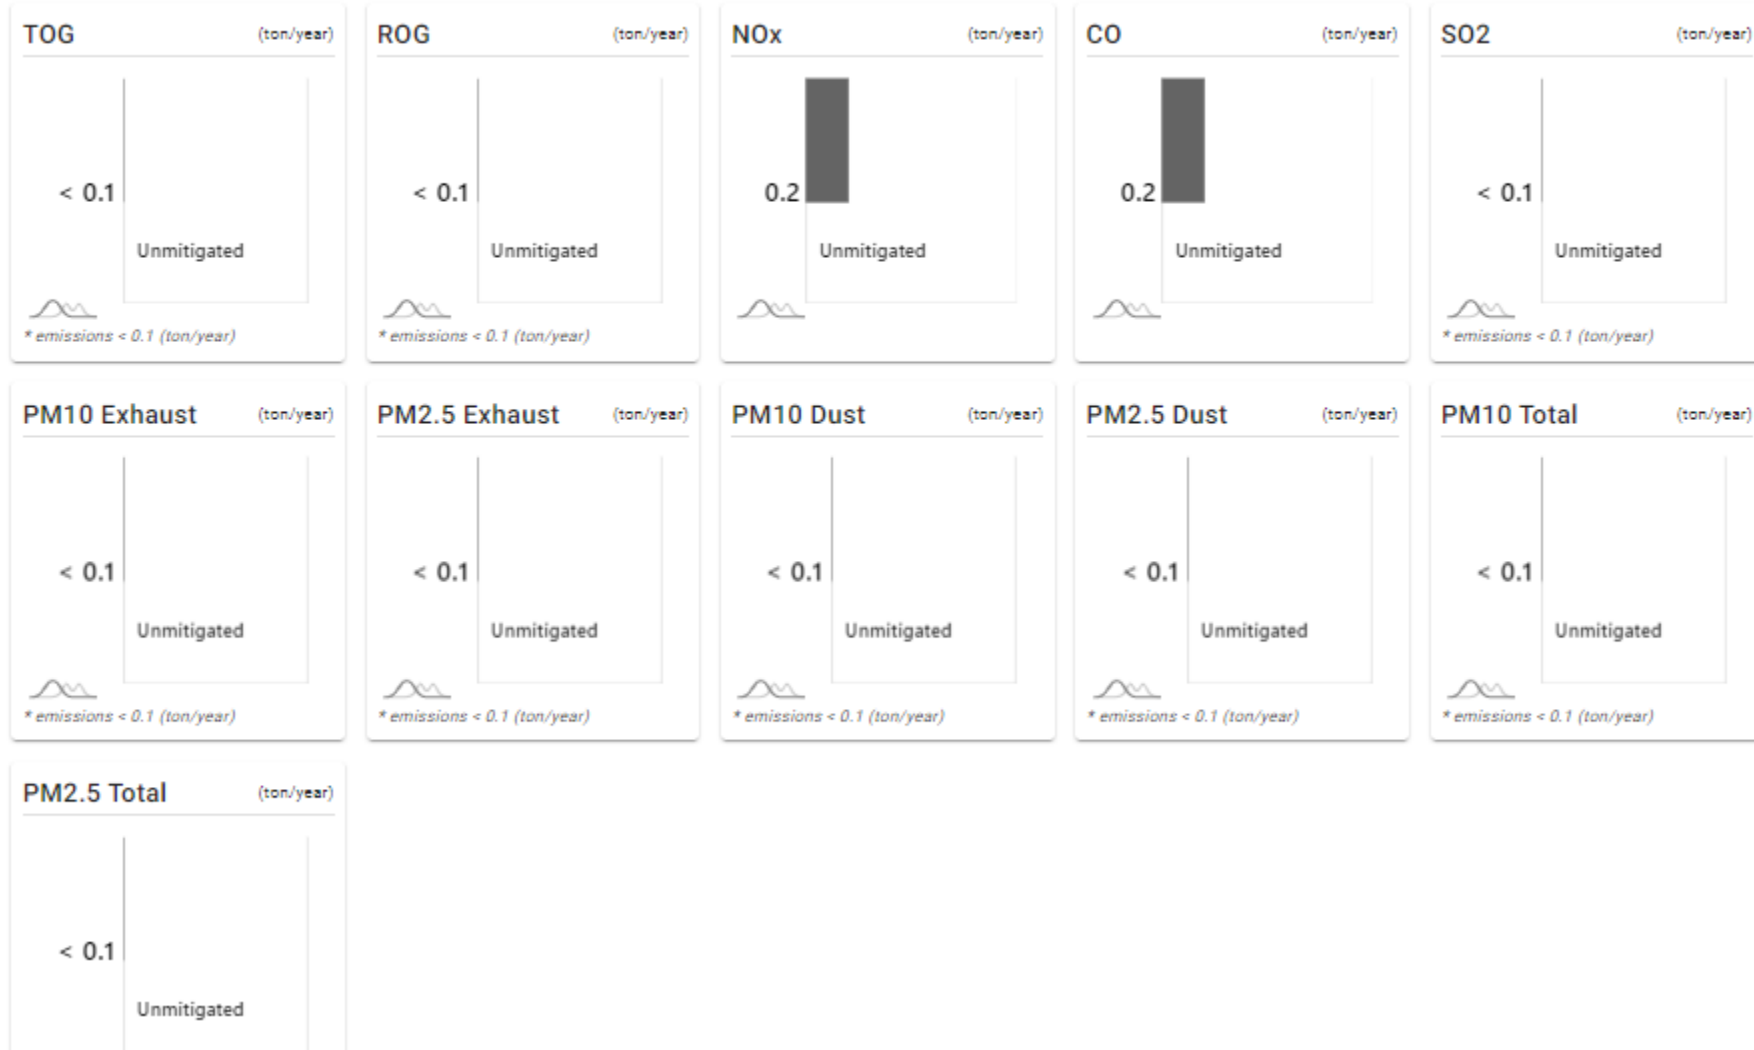 TOG (ton/year)
< 0.1
Unmitigated
* emissions < 0.1 (ton/year)
ROG (ton/year)
< 0.1
Unmitigated
* emissions < 0.1 (ton/year)
NOx (ton/year)
0.2
Unmitigated
CO (ton/year)
0.2
Unmitigated
SO2 (ton/year)
< 0.1
Unmitigated
* emissions < 0.1 (ton/year)
PM10 Exhaust (ton/year)
< 0.1
Unmitigated
* emissions < 0.1 (ton/year)
PM2.5 Exhaust (ton/year)
< 0.1
Unmitigated
* emissions < 0.1 (ton/year)
PM10 Dust (ton/year)
< 0.1
Unmitigated
* emissions < 0.1 (ton/year)
PM2.5 Dust (ton/year)
< 0.1
Unmitigated
* emissions < 0.1 (ton/year)
PM10 Total (ton/year)
< 0.1
Unmitigated
* emissions < 0.1 (ton/year)
PM2.5 Total (ton/year)
< 0.1
Unmitigated